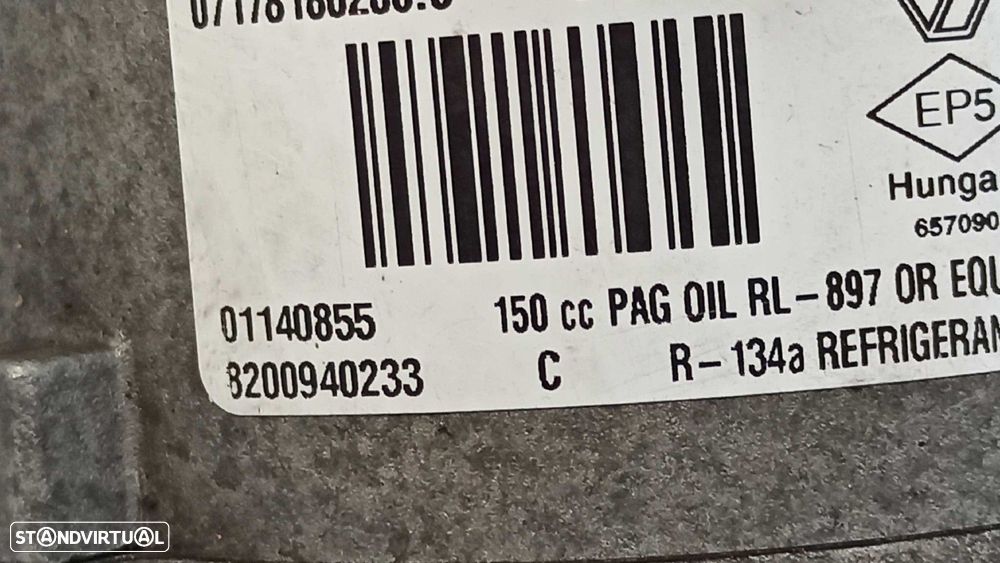 EP5
Hunga
657090
01140855 150 cc PAG OIL RL-897 OR EQU
8200940233 C R-134a REFRIGERAN
STANDVIRTUAL